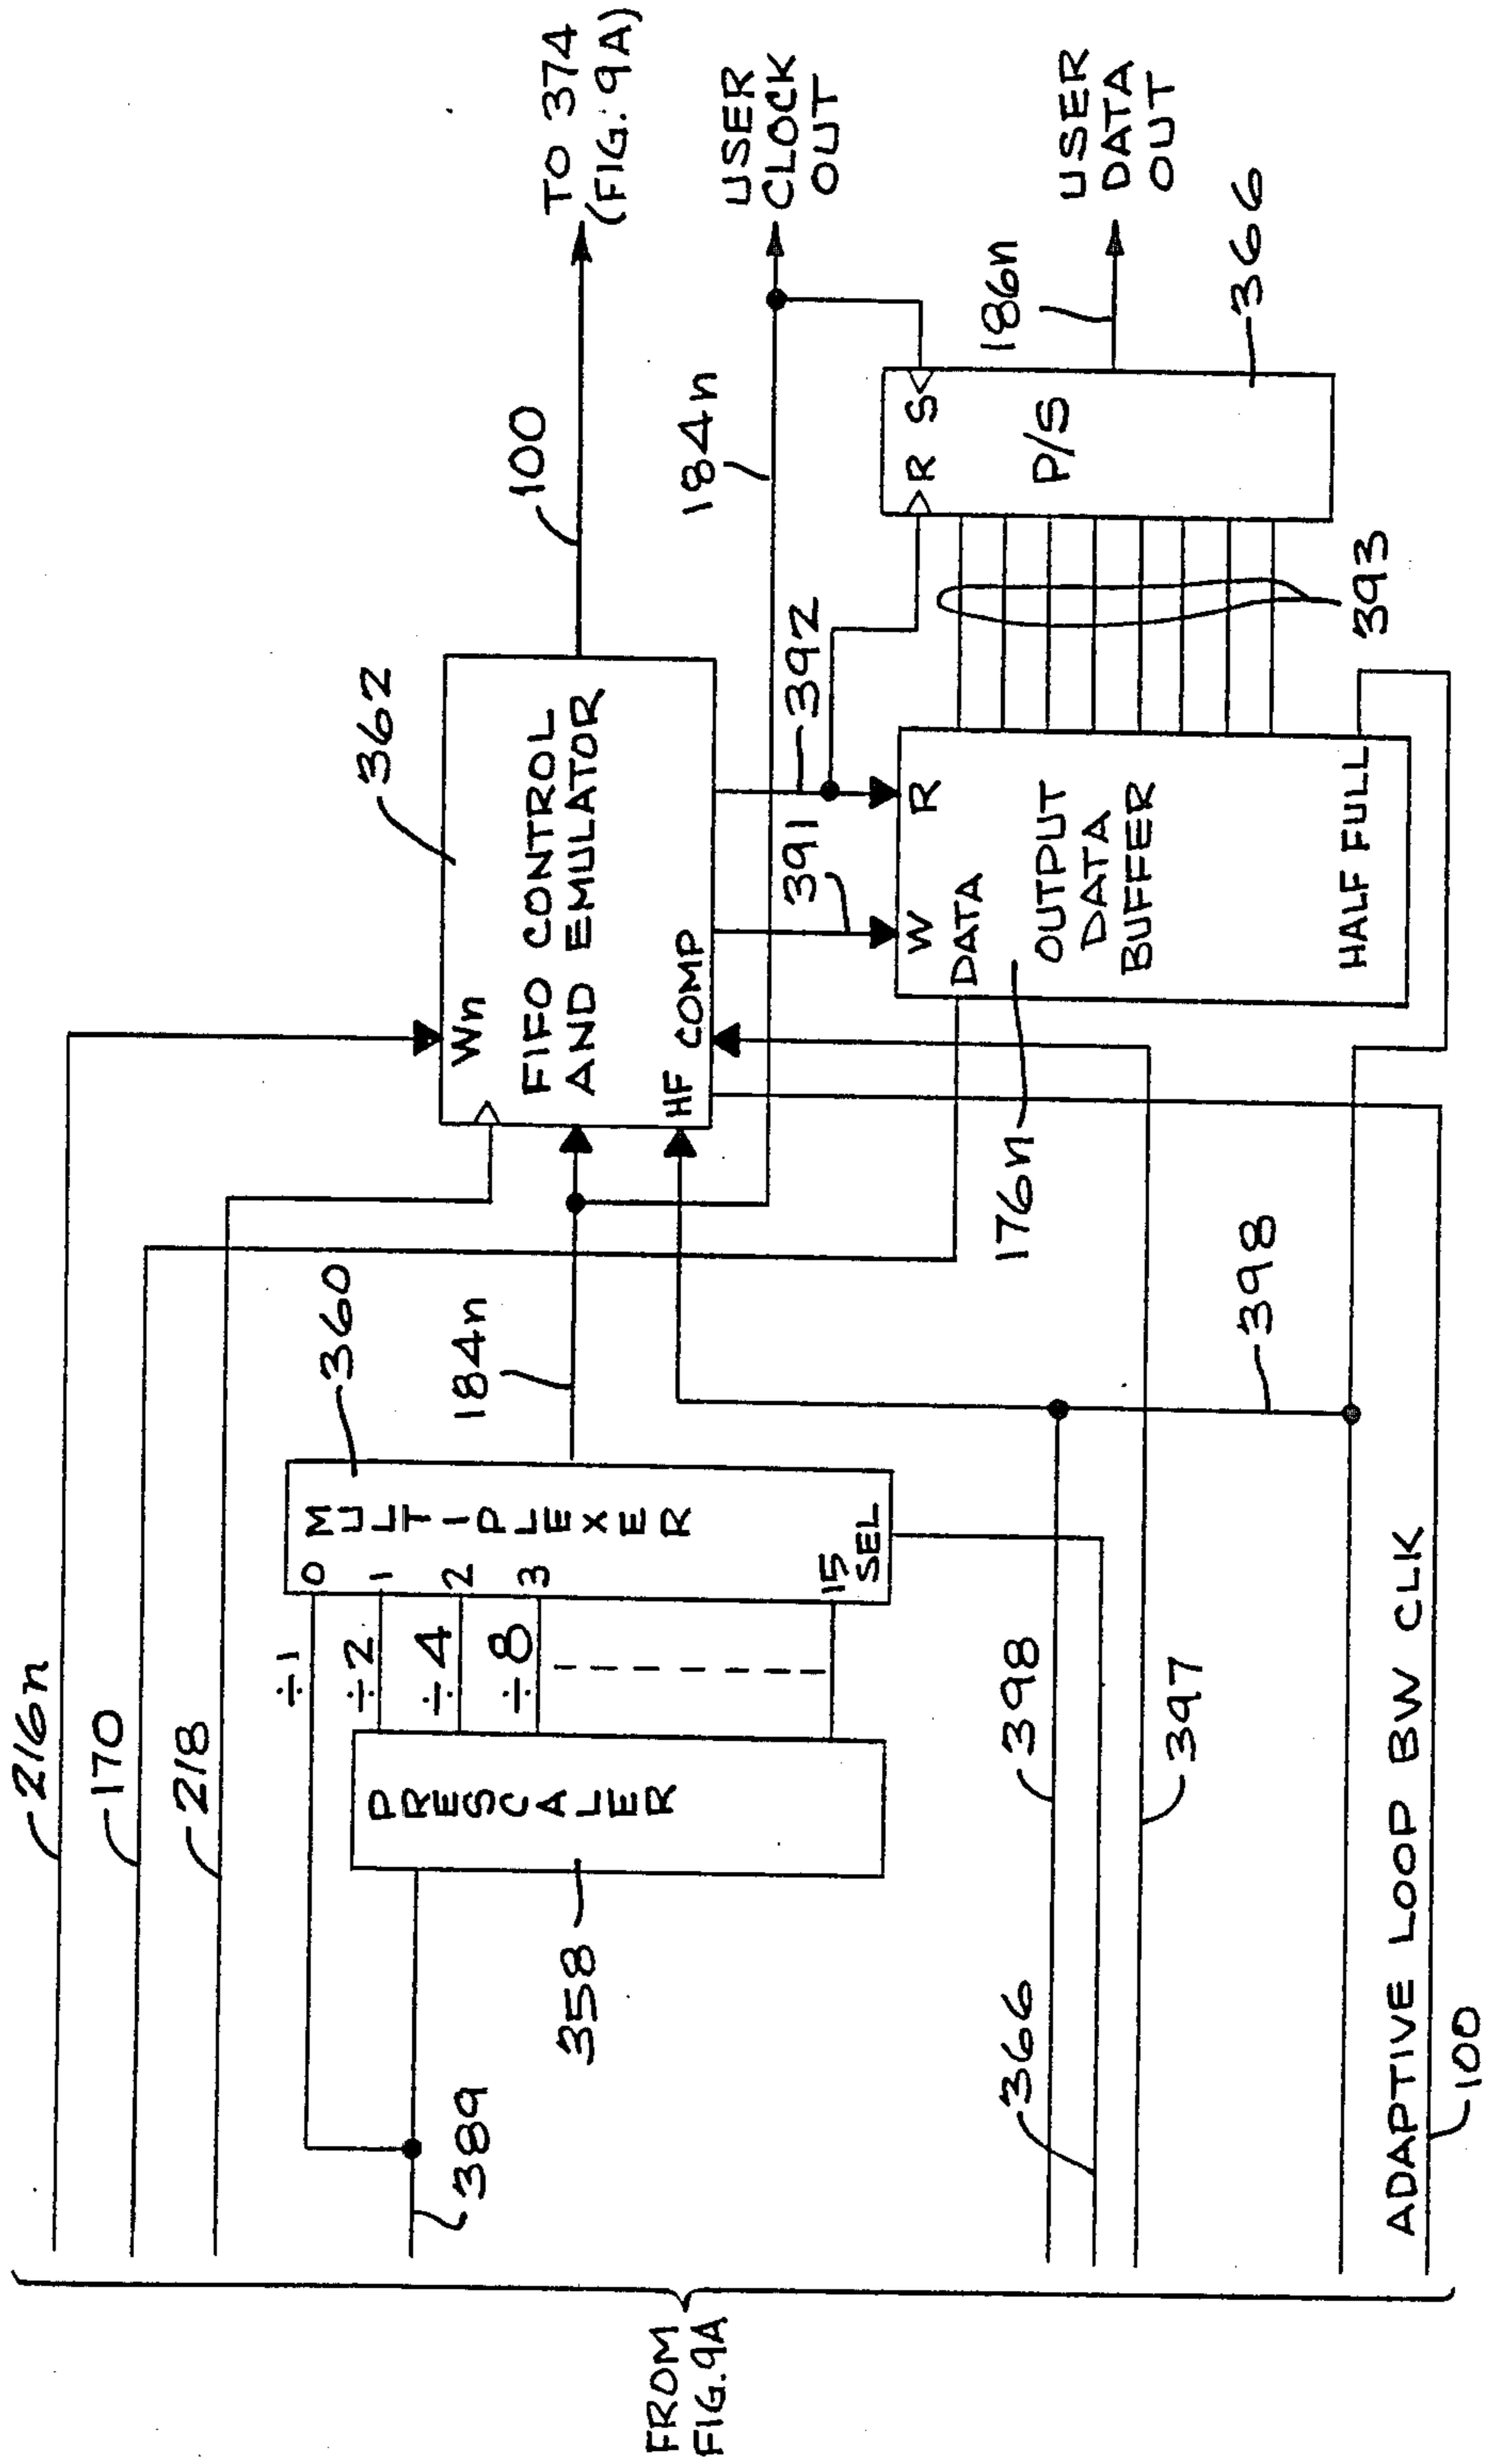 216n
170
218
÷1
÷2
÷4
÷8
0
1
2
3
15
SEL
MULTIPLEXER
360
PRESCALER
358
389
184n
Wn
FIFO CONTROL
AND EMULATOR
HF
COMP
362
100
TO 374
(FIG. 9A)
184n
USER
CLOCK
OUT
391
392
W
R
DATA
OUTPUT
DATA
BUFFER
HALF FULL
176n
393
R
S
P/S
366
186n
USER
DATA
OUT
398
398
366
397
ADAPTIVE LOOP BW CLK
100
FROM
FIG. 9A